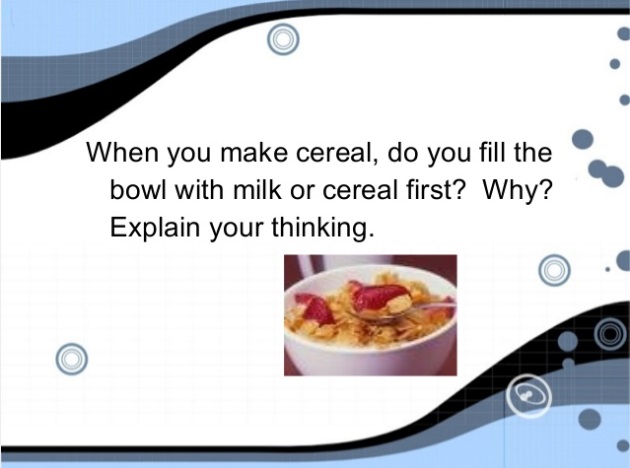 When you make cereal, do you fill the
bowl with milk or cereal first?  Why?
Explain your thinking.